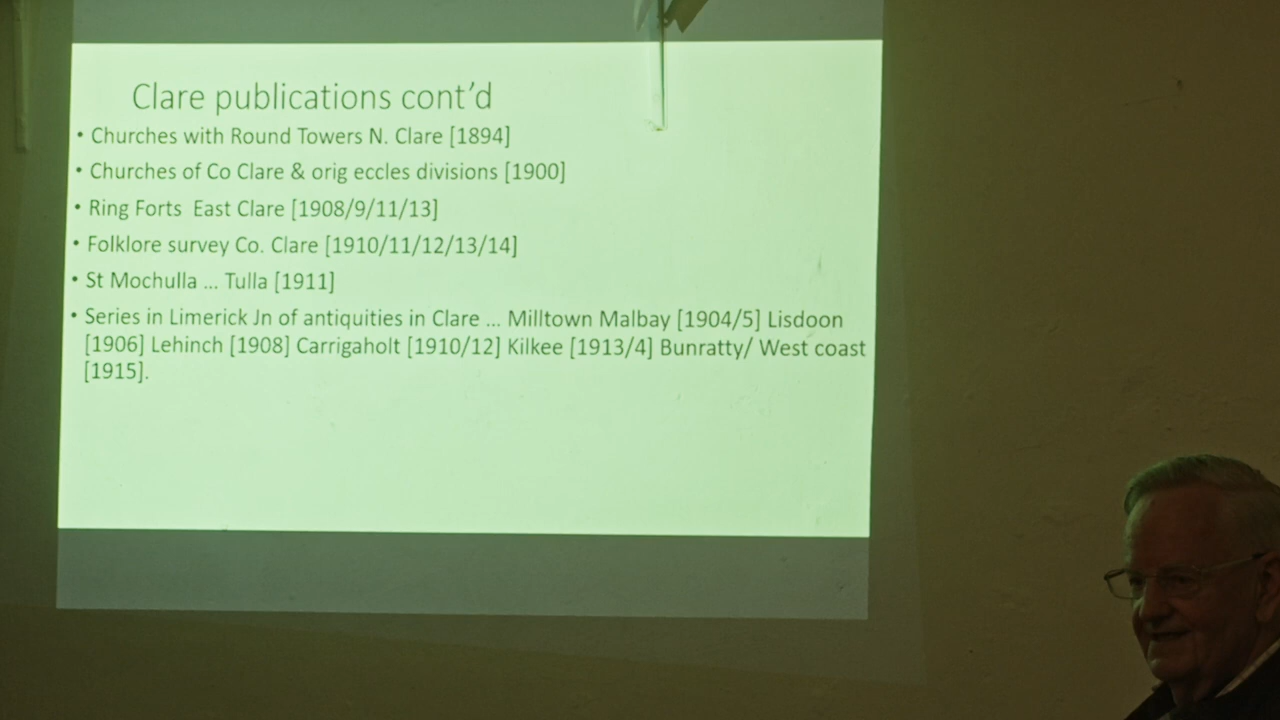 Clare publications cont’d
• Churches with Round Towers N. Clare [1894]
• Churches of Co Clare & orig eccles divisions [1900]
• Ring Forts  East Clare [1908/9/11/13]
• Folklore survey Co. Clare [1910/11/12/13/14]
• St Mochulla ... Tulla [1911]
• Series in Limerick Jn of antiquities in Clare ... Milltown Malbay [1904/5] Lisdoon
[1906] Lehinch [1908] Carrigaholt [1910/12] Kilkee [1913/4] Bunratty/ West coast
[1915].